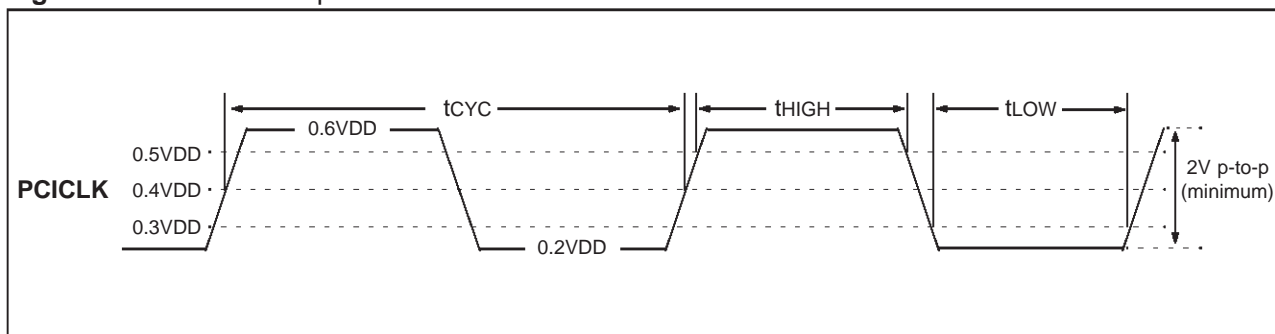 tCYC
tHIGH
tLOW
0.6VDD
0.5VDD
PCICLK
0.4VDD
2V p-to-p
(minimum)
0.3VDD
0.2VDD